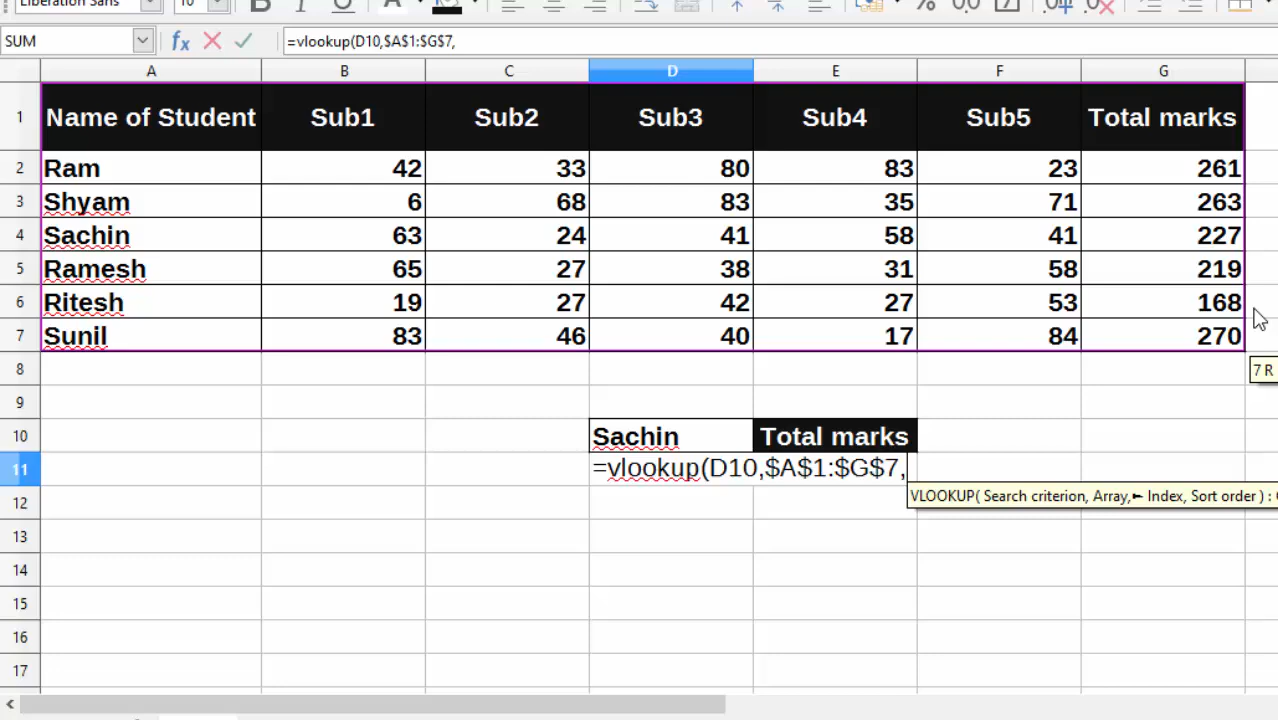 Liberation Sans 10 B I U A %
SUM fx =vlookup(D10,$A$1:$G$7,
A B C D E F G
1 Name of Student Sub1 Sub2 Sub3 Sub4 Sub5 Total marks
2 Ram 42 33 80 83 23 261
3 Shyam 6 68 83 35 71 263
4 Sachin 63 24 41 58 41 227
5 Ramesh 65 27 38 31 58 219
6 Ritesh 19 27 42 27 53 168
7 Sunil 83 46 40 17 84 270
8 7 R
9
10 Sachin Total marks
11 =vlookup(D10,$A$1:$G$7,
VLOOKUP( Search criterion, Array, Index, Sort order ) :
12
13
14
15
16
17